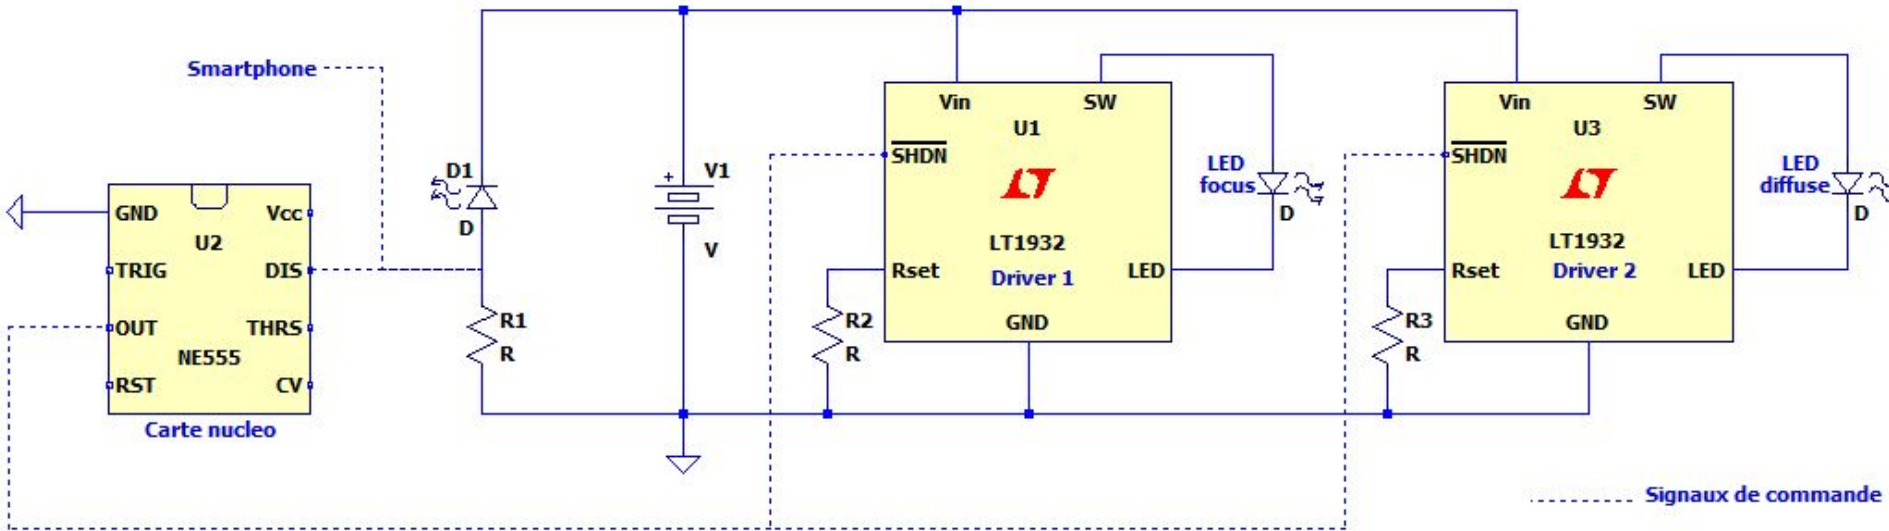 Smartphone
GND
Vcc
U2
TRIG
DIS
OUT
THRS
NE555
RST
CV
Carte nucleo
D1
D
R1
R
+
V1
V
Vin
SW
U1
SHDN
LT1932
Rset
Driver 1
LED
GND
R2
R
LED
focus
D
Vin
SW
U3
SHDN
LT1932
Rset
Driver 2
LED
GND
R3
R
LED
diffuse
D
Signaux de commande